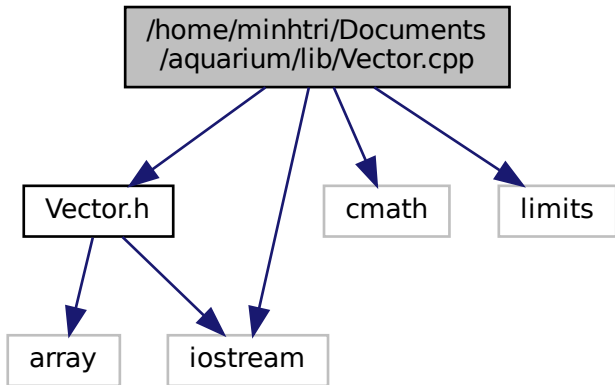 /home/minhtri/Documents
/aquarium/lib/Vector.cpp
Vector.h
cmath
limits
array
iostream